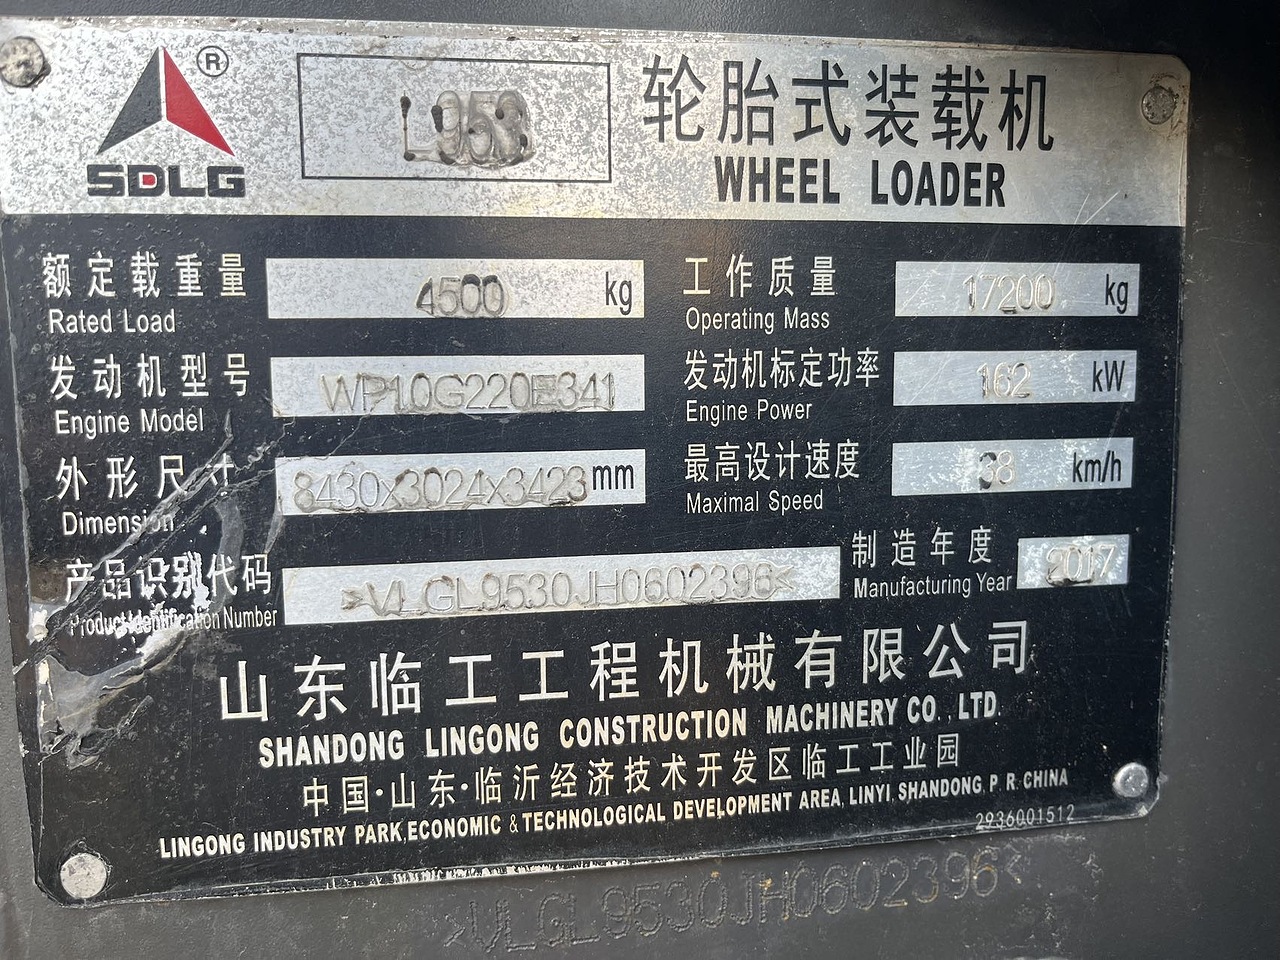 SDLG ® L953 轮胎式装载机
WHEEL LOADER
额定载重量 4500 kg 工作质量 17200 kg
Rated Load Operating Mass
发动机型号 WP10G220E341 发动机标定功率 162 kW
Engine Model Engine Power
外形尺寸 8430x3024x3423 mm 最高设计速度 38 km/h
Dimension Maximal Speed
产品识别代码 >VLGL9530JH0602396< 制造年度 2017
Product Identification Number Manufacturing Year
山东临工工程机械有限公司
SHANDONG LINGONG CONSTRUCTION MACHINERY CO., LTD.
中国·山东·临沂经济技术开发区临工工业园
LINGONG INDUSTRY PARK,ECONOMIC & TECHNOLOGICAL DEVELOPMENT AREA, LINYI, SHANDONG, P. R. CHINA
2936001512
>VLGL9530JH0602396<